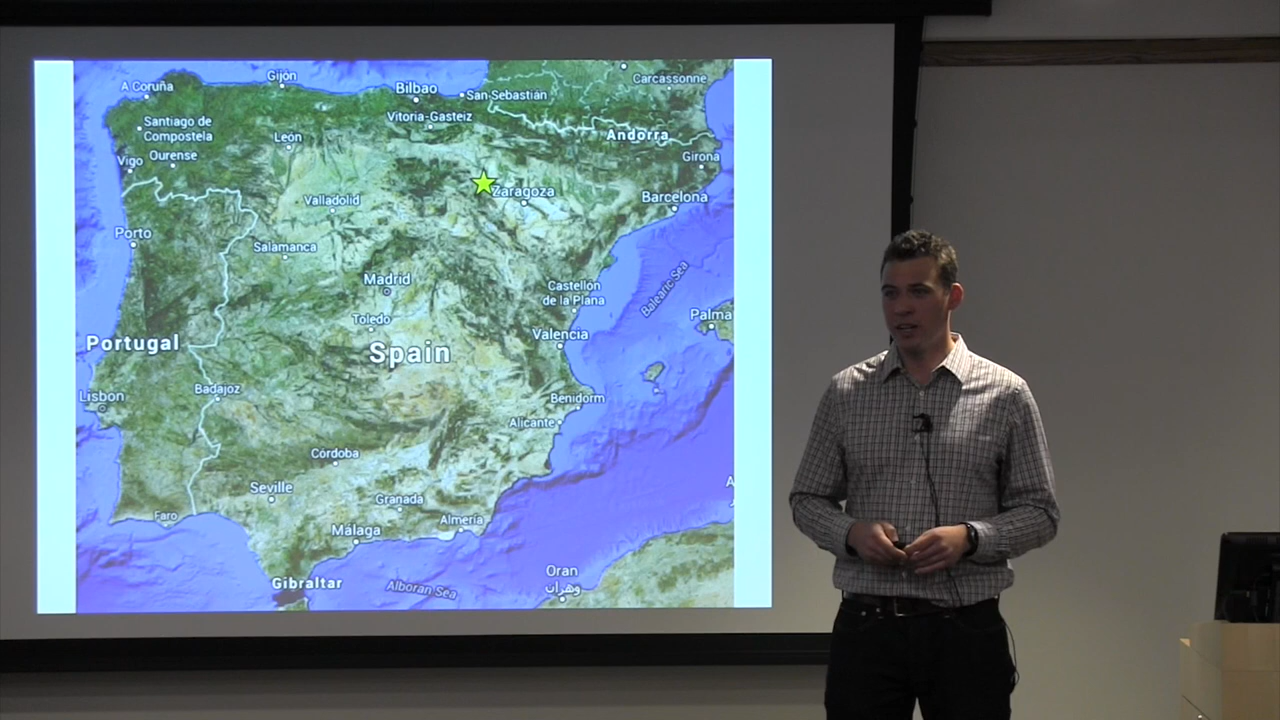 Carcassonne
Gijón
A Coruña
Bilbao
San Sebastián
Vitoria-Gasteiz
Santiago de
Compostela
Andorra
León
Vigo
Ourense
Girona
Zaragoza
Valladolid
Barcelona
Porto
Salamanca
Madrid
Balearic Sea
Castellón
de la Plana
Toledo
Palma
Valencia
Portugal
Spain
Badajoz
Lisbon
Benidorm
Alicante
Córdoba
Seville
Granada
Faro
Almería
Málaga
Oran
وهران
Gibraltar
Alboran Sea